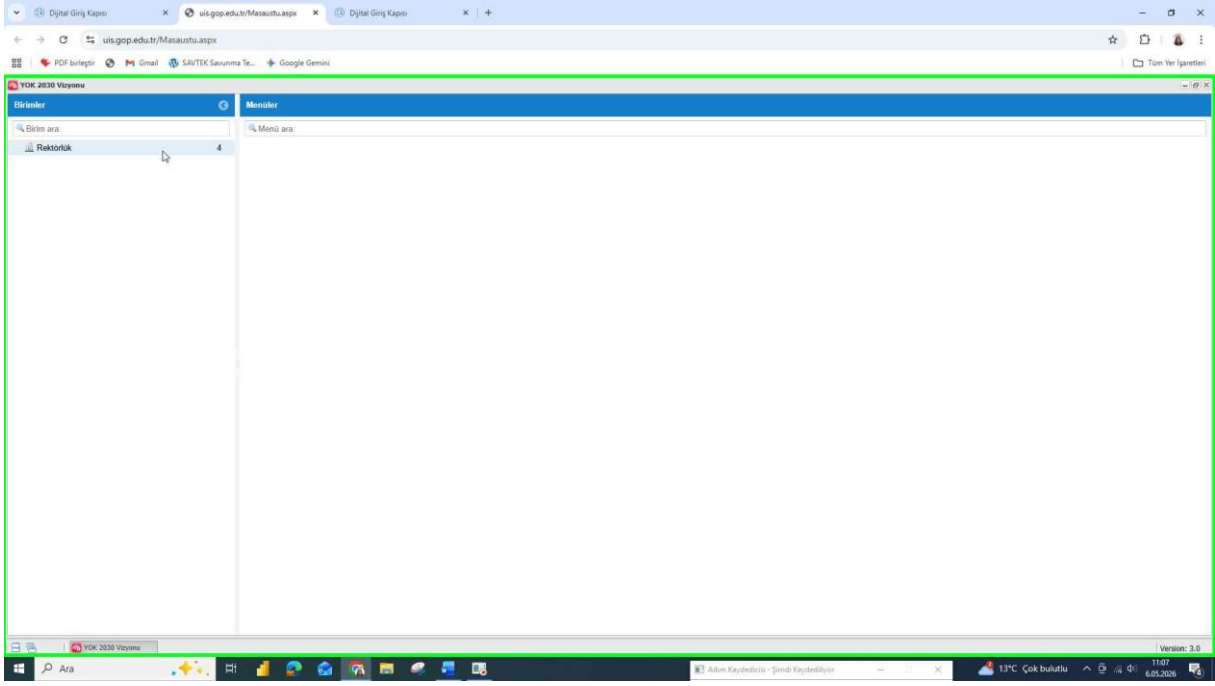 Dijital Giriş Kapısı
uis.gop.edu.tr/Masaustu.aspx
Dijital Giriş Kapısı
uis.gop.edu.tr/Masaustu.aspx
PDF birleştir
Gmail
SAVTEK Savunma Te...
Google Gemini
Tüm Yer İşaretleri
YOK 2030 Vizyonu
Birimler
Menüler
Birim ara:
Menü ara:
Rektörlük 4
YOK 2030 Vizyonu
Version: 3.0
Ara
Adım Kaydedicisi - Şimdi Kaydediliyor
13°C Çok bulutlu
11:07
6.05.2026